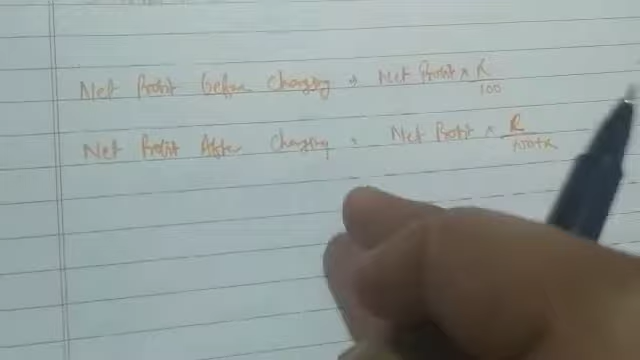 Net Profit before Charging → Net Profit × R/100
Net Profit After Charging = Net Profit × R/100+R